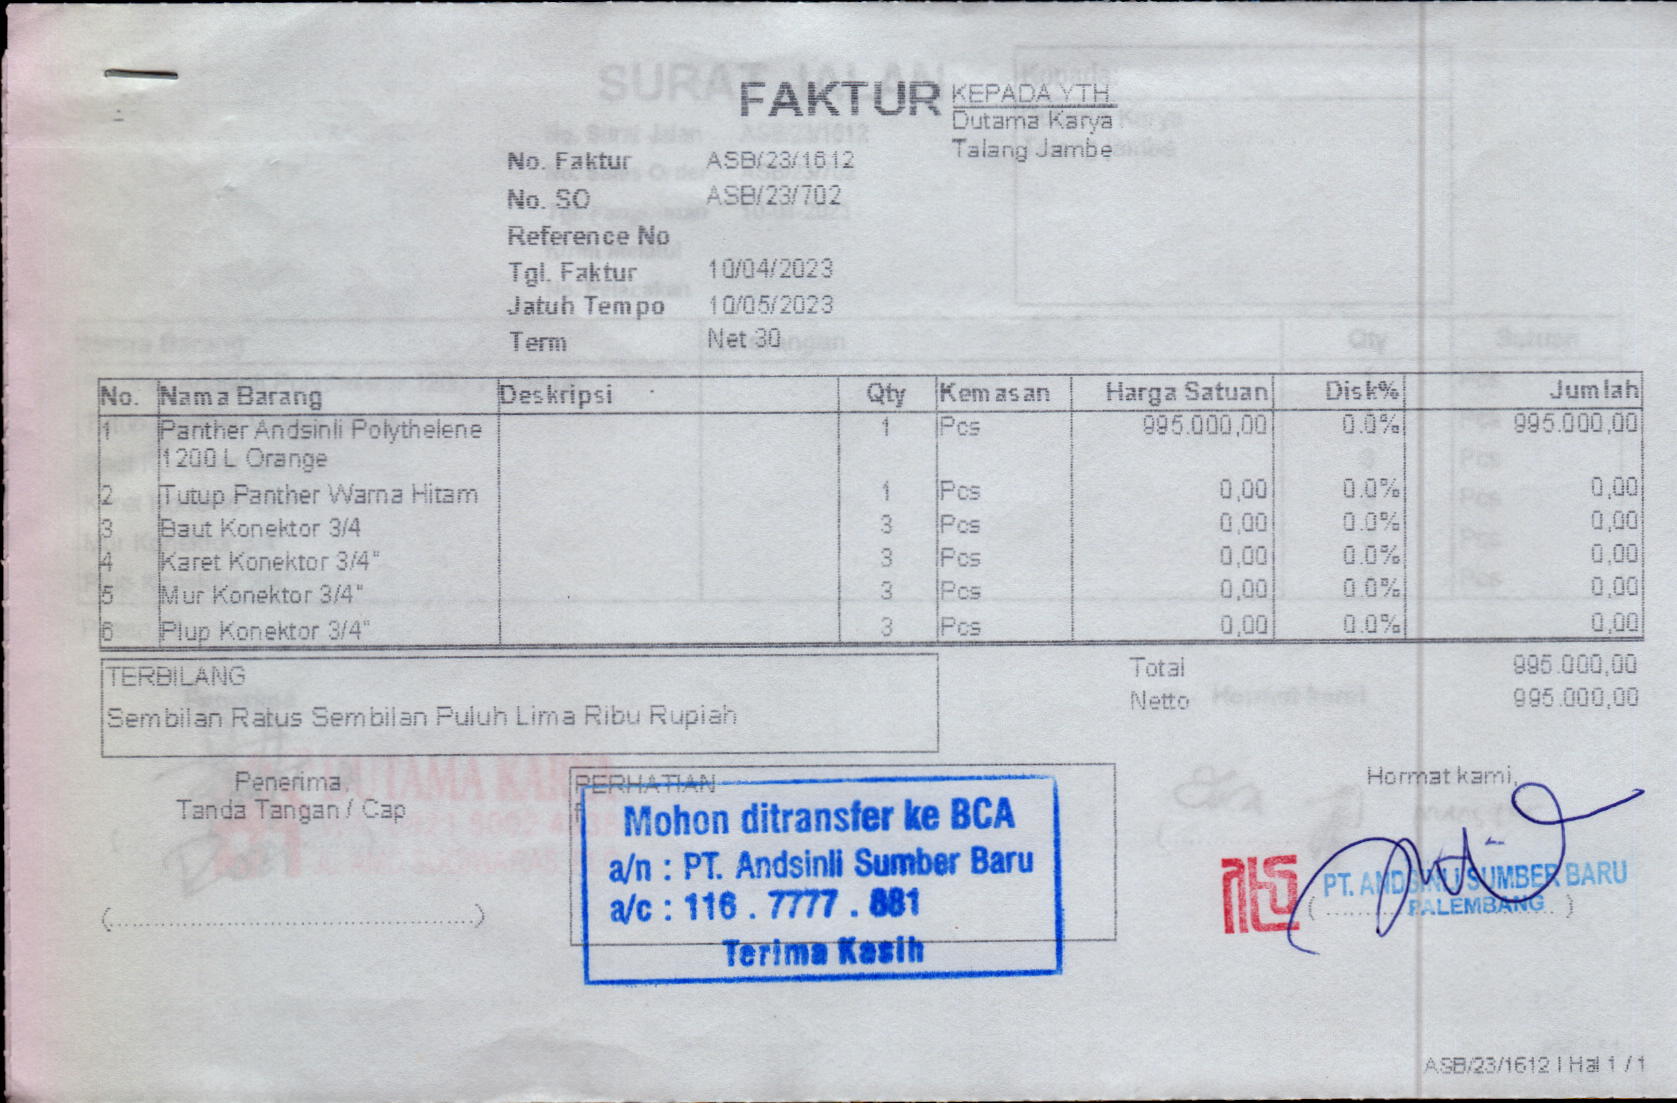 FAKTUR
KEPADA YTH
Dutama Karya
Talang Jambe
No. Faktur ASB/23/1612
No. SO ASB/23/702
Reference No
Tgl. Faktur 10/04/2023
Jatuh Tempo 10/05/2023
Term Net 30
No. Nama Barang Deskripsi Qty Kemasan Harga Satuan Disk% Jumlah
1 Panther Andsinli Polythelene 1 Pcs 995.000,00 0.0% 995.000,00
1200 L Orange
2 Tutup Panther Warna Hitam 1 Pcs 0,00 0.0% 0,00
3 Baut Konektor 3/4 3 Pcs 0,00 0.0% 0,00
4 Karet Konektor 3/4" 3 Pcs 0,00 0.0% 0,00
5 Mur Konektor 3/4" 3 Pcs 0,00 0.0% 0,00
6 Plup Konektor 3/4" 3 Pcs 0,00 0.0% 0,00
TERBILANG
Sembilan Ratus Sembilan Puluh Lima Ribu Rupiah
Total 995.000,00
Netto 995.000,00
Penerima,
Tanda Tangan / Cap
(....................................................)
PERHATIAN
Mohon ditransfer ke BCA
a/n : PT. Andsinli Sumber Baru
a/c : 116 . 7777 . 881
Terima Kasih
Hormat kami,
PT. ANDSINLI SUMBER BARU
PALEMBANG
ASB/23/1612 | Hal 1 / 1